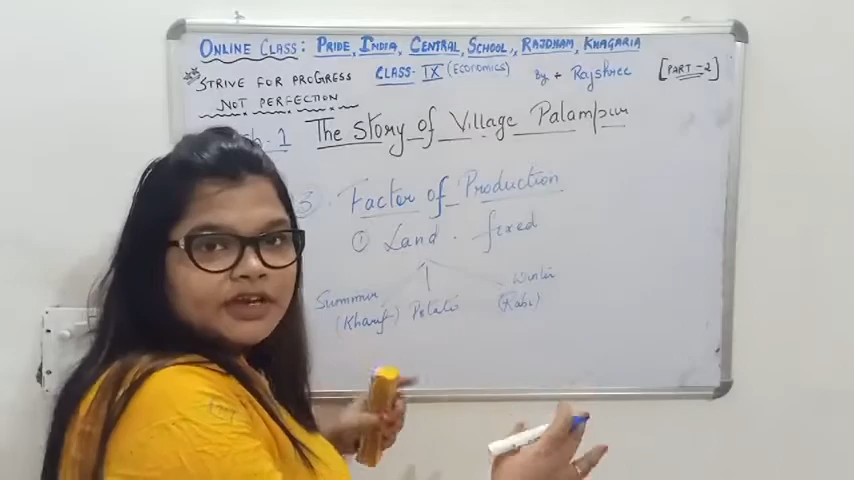 ONLINE CLASS: PRIDE, INDIA, CENTRAL, SCHOOL, RAJDHAM, KHAGARIA
STRIVE FOR PROGRESS CLASS- IX (ECONOMICS) By + Rajshree [PART-2]
NOT PERFECTION
Ch. 1 The Story of Village Palampur
3. Factor of Production
① Land . fixed
Summer Potato Winter
(Kharif) (Rabi)